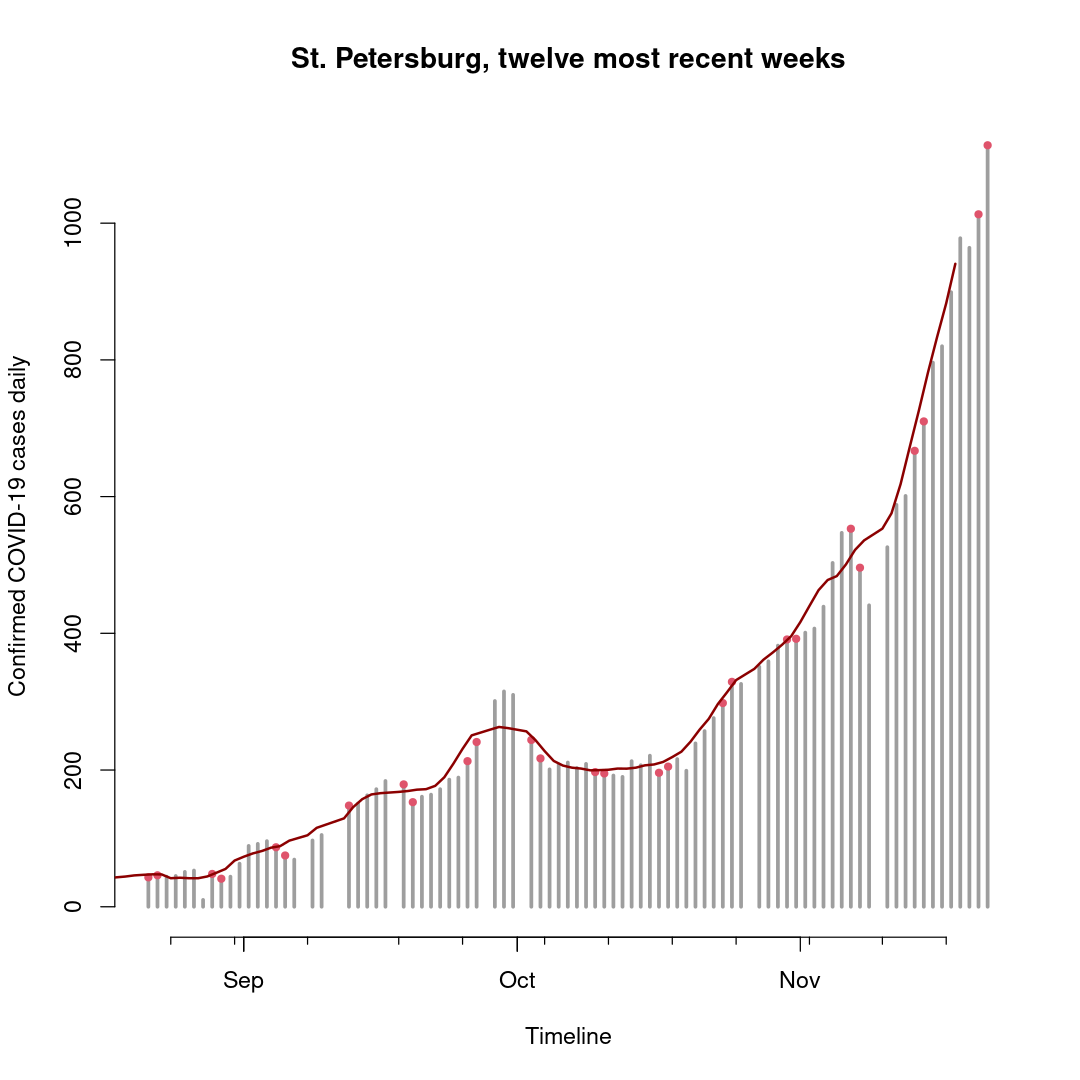 St. Petersburg, twelve most recent weeks
Confirmed COVID-19 cases daily
1000
800
600
400
200
0
Sep Oct Nov
Timeline